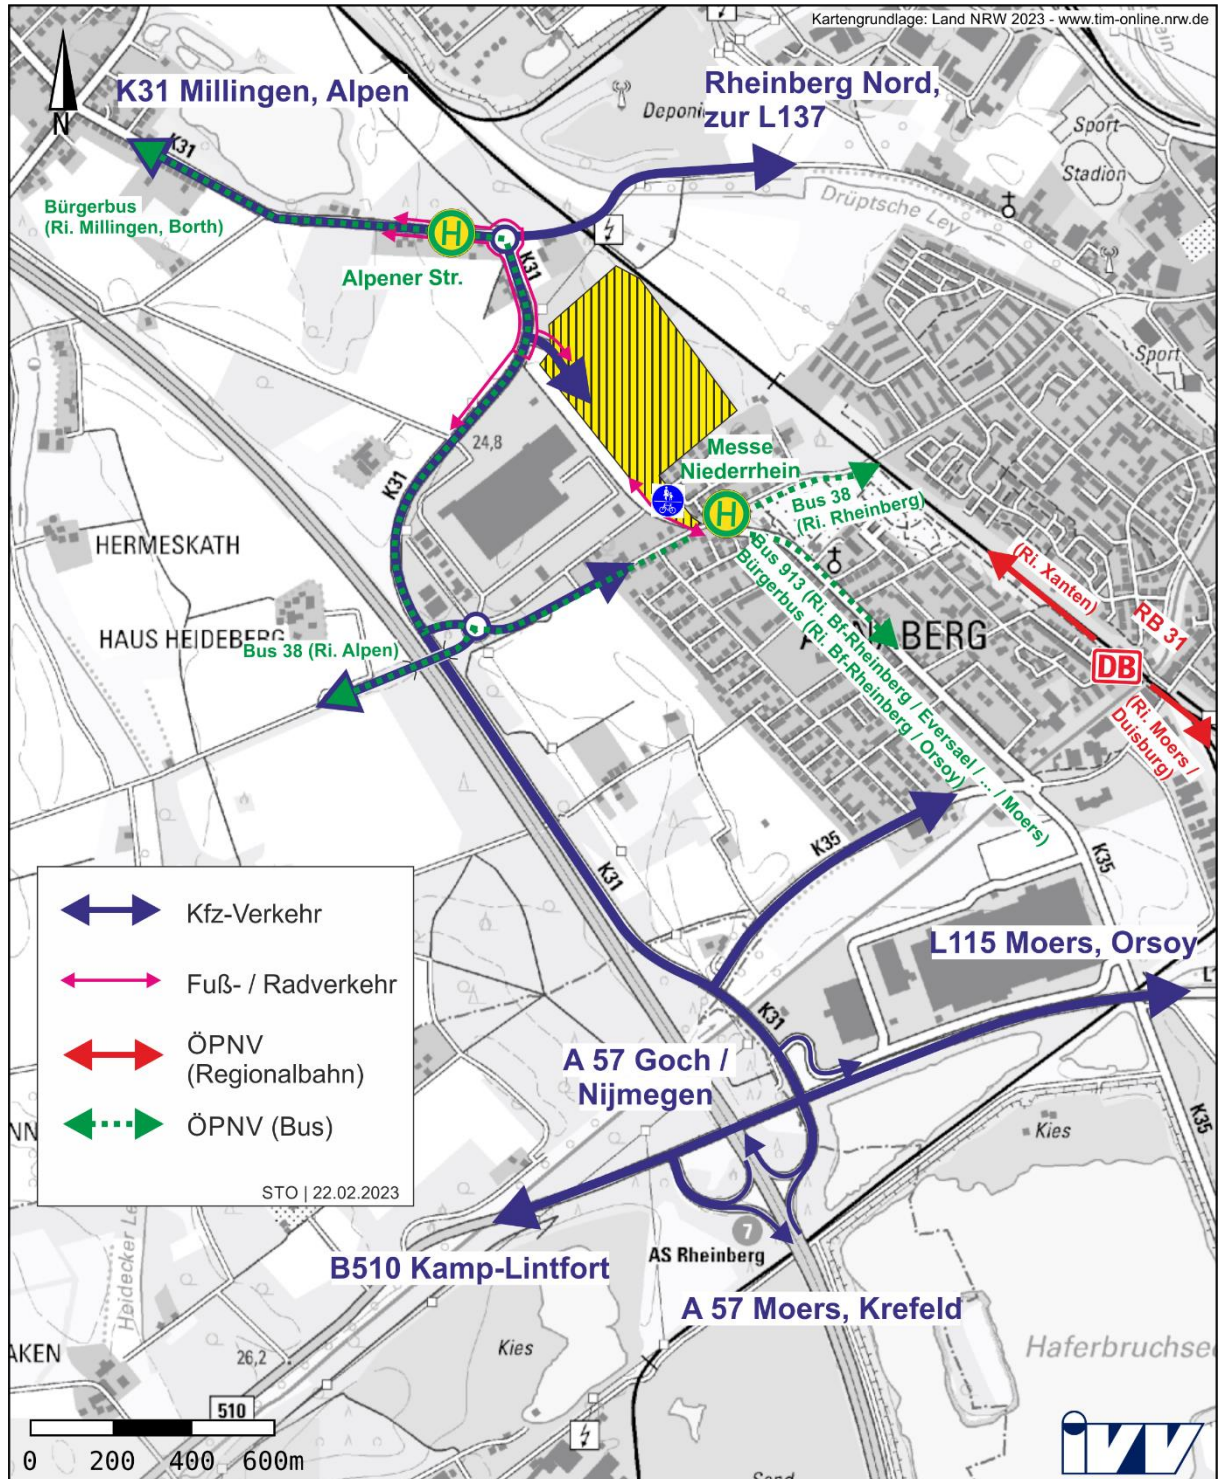 Kartengrundlage: Land NRW 2023 - www.tim-online.nrw.de
N
K31 Millingen, Alpen
Rheinberg Nord,
zur L137
Sport
Stadion
K31
Drüptsche Ley
Bürgerbus
(Ri. Millingen, Borth)
H
K31
Alpener Str.
Sport
24,8
K31
Messe
Niederrhein
H
Bus 38
(Ri. Rheinberg)
HERMESKATH
HAUS HEIDEBERG
Bus 38 (Ri. Alpen)
Bus 913 (Ri. Bf-Rheinberg / Eversael / ... / Moers)
Bürgerbus (Ri. Bf-Rheinberg / Orsoy)
(Ri. Xanten)
RB 31
DB
(Ri. Moers /
Duisburg)
K31
K35
K35
Kfz-Verkehr
Fuß- / Radverkehr
ÖPNV
(Regionalbahn)
ÖPNV (Bus)
STO | 22.02.2023
L115 Moers, Orsoy
K31
A 57 Goch /
Nijmegen
Kies
K35
7
AS Rheinberg
B510 Kamp-Lintfort
A 57 Moers, Krefeld
Kies
26,2
510
0 200 400 600m
ivv